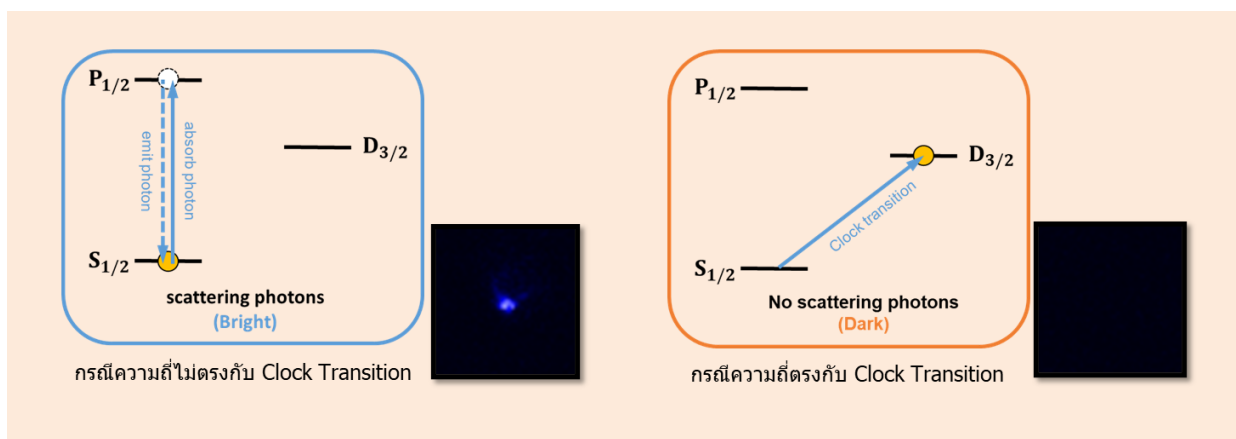 P1/2
absorb photon
emit photon
D3/2
S1/2
scattering photons
(Bright)
กรณีความถี่ไม่ตรงกับ Clock Transition
P1/2
D3/2
Clock transition
S1/2
No scattering photons
(Dark)
กรณีความถี่ตรงกับ Clock Transition